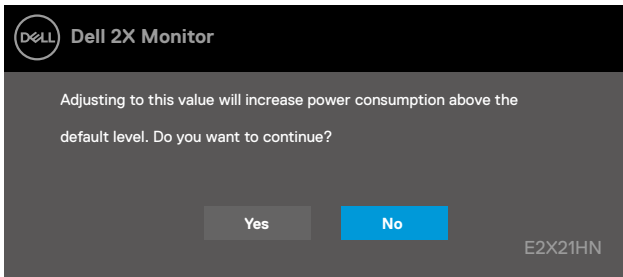 DELL Dell 2X Monitor
Adjusting to this value will increase power consumption above the
default level. Do you want to continue?
Yes No
E2X21HN